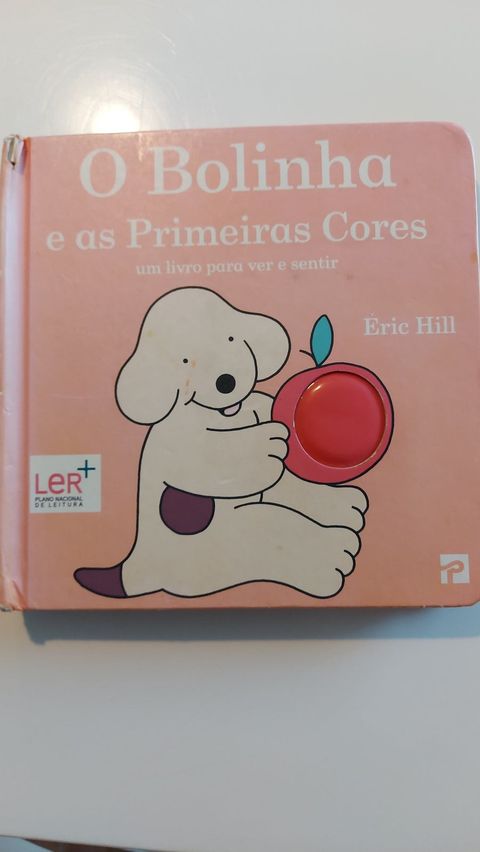 O Bolinha
e as Primeiras Cores
um livro para ver e sentir
Éric Hill
LeR+
PLANO NACIONAL
DE LEITURA